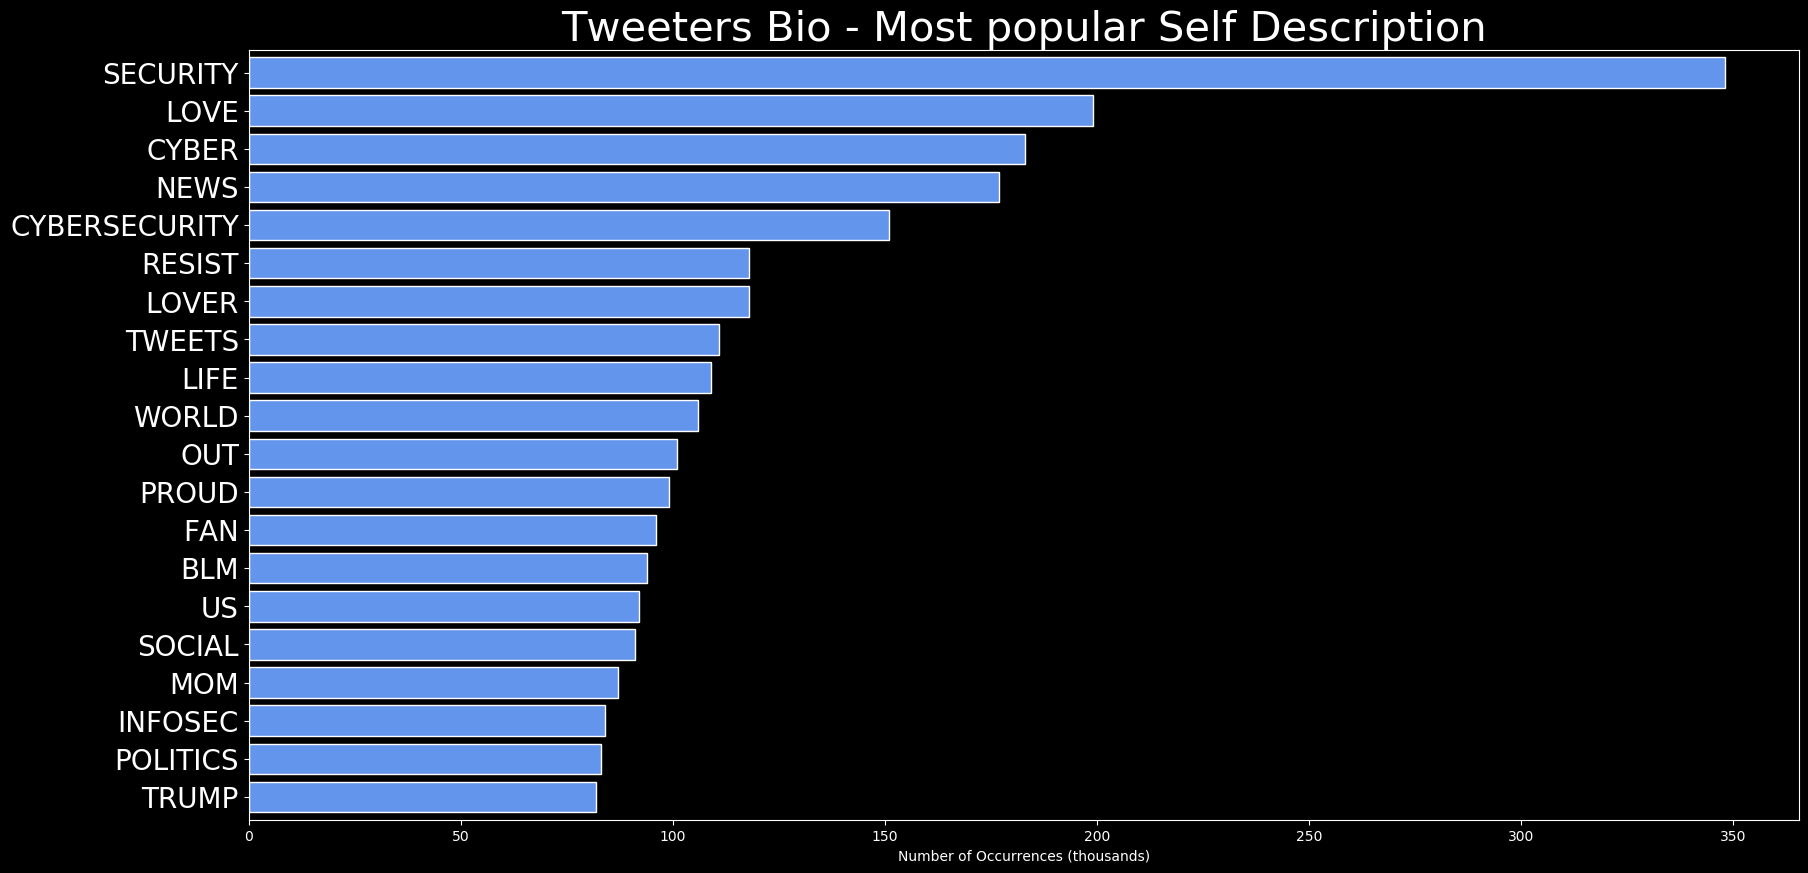 Tweeters Bio - Most popular Self Description
SECURITY
LOVE
CYBER
NEWS
CYBERSECURITY
RESIST
LOVER
TWEETS
LIFE
WORLD
OUT
PROUD
FAN
BLM
US
SOCIAL
MOM
INFOSEC
POLITICS
TRUMP
0 50 100 150 200 250 300 350
Number of Occurrences (thousands)